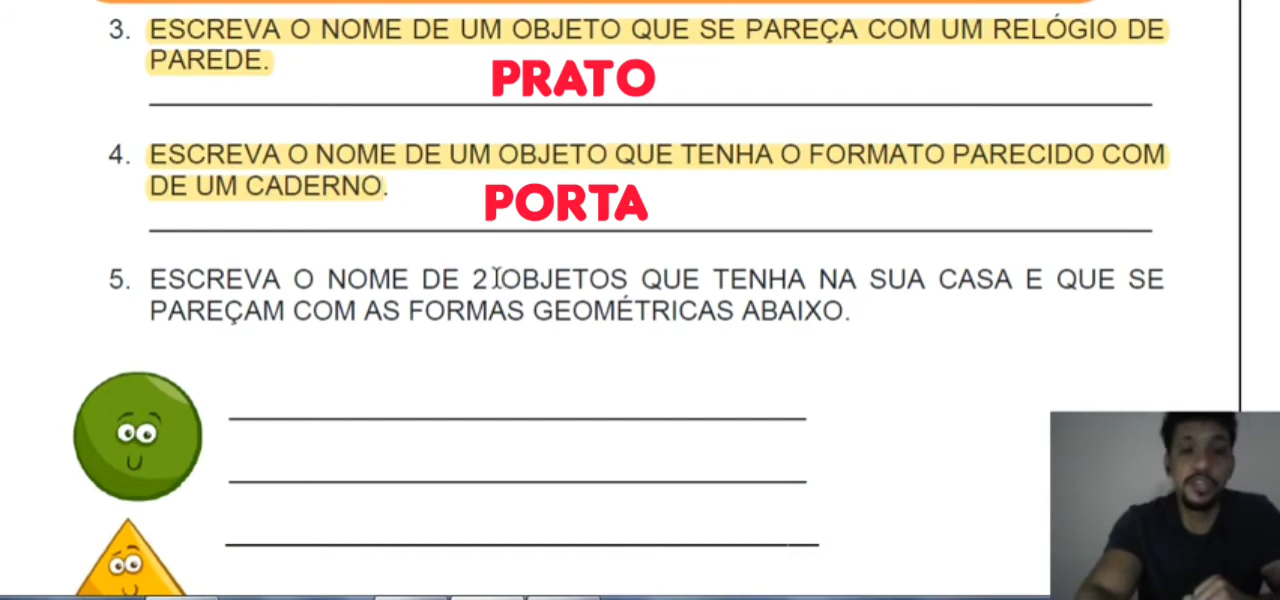 3. ESCREVA O NOME DE UM OBJETO QUE SE PAREÇA COM UM RELÓGIO DE
PAREDE.
PRATO
4. ESCREVA O NOME DE UM OBJETO QUE TENHA O FORMATO PARECIDO COM
DE UM CADERNO.
PORTA
5. ESCREVA O NOME DE 2 OBJETOS QUE TENHA NA SUA CASA E QUE SE
PAREÇAM COM AS FORMAS GEOMÉTRICAS ABAIXO.